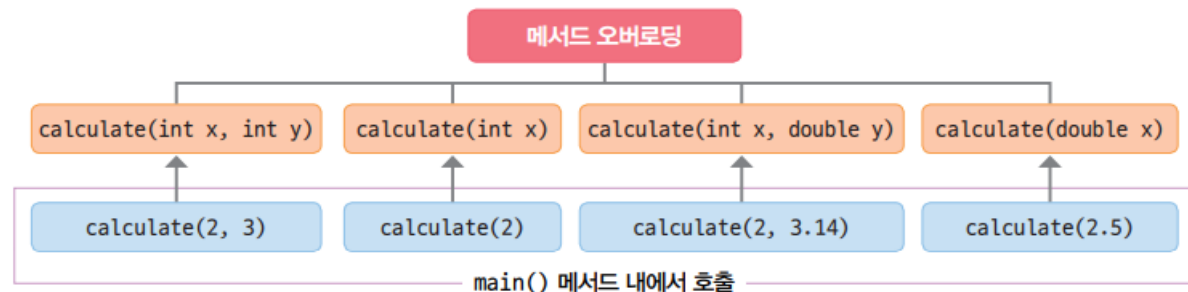 메서드 오버로딩
calculate(int x, int y) calculate(int x) calculate(int x, double y) calculate(double x)
calculate(2, 3) calculate(2) calculate(2, 3.14) calculate(2.5)
main() 메서드 내에서 호출